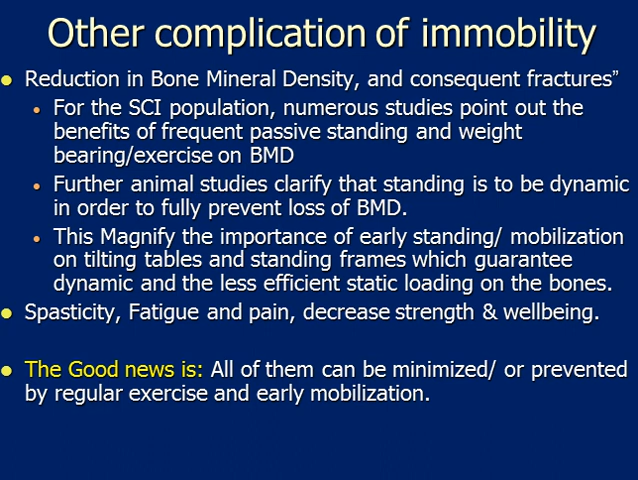 Other complication of immobility
Reduction in Bone Mineral Density, and consequent fractures”
For the SCI population, numerous studies point out the
benefits of frequent passive standing and weight
bearing/exercise on BMD
Further animal studies clarify that standing is to be dynamic
in order to fully prevent loss of BMD.
This Magnify the importance of early standing/ mobilization
on tilting tables and standing frames which guarantee
dynamic and the less efficient static loading on the bones.
Spasticity, Fatigue and pain, decrease strength & wellbeing.
The Good news is: All of them can be minimized/ or prevented
by regular exercise and early mobilization.